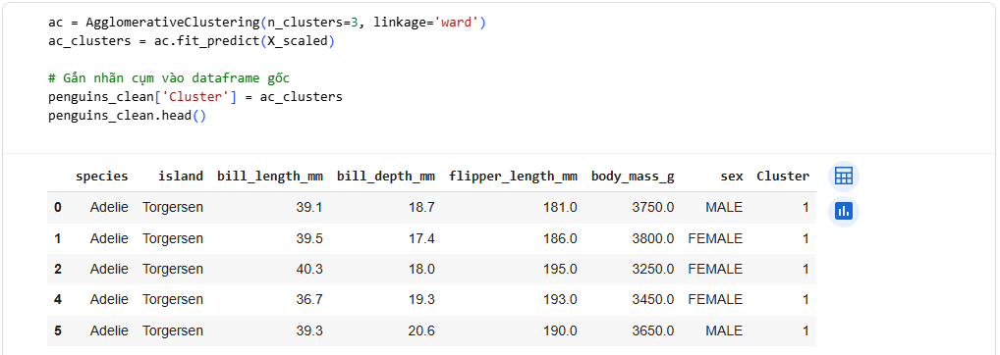 ac = AgglomerativeClustering(n_clusters=3, linkage='ward')
ac_clusters = ac.fit_predict(X_scaled)
# Gắn nhãn cụm vào dataframe gốc
penguins_clean['Cluster'] = ac_clusters
penguins_clean.head()
species island bill_length_mm bill_depth_mm flipper_length_mm body_mass_g sex Cluster
0 Adelie Torgersen 39.1 18.7 181.0 3750.0 MALE 1
1 Adelie Torgersen 39.5 17.4 186.0 3800.0 FEMALE 1
2 Adelie Torgersen 40.3 18.0 195.0 3250.0 FEMALE 1
4 Adelie Torgersen 36.7 19.3 193.0 3450.0 FEMALE 1
5 Adelie Torgersen 39.3 20.6 190.0 3650.0 MALE 1